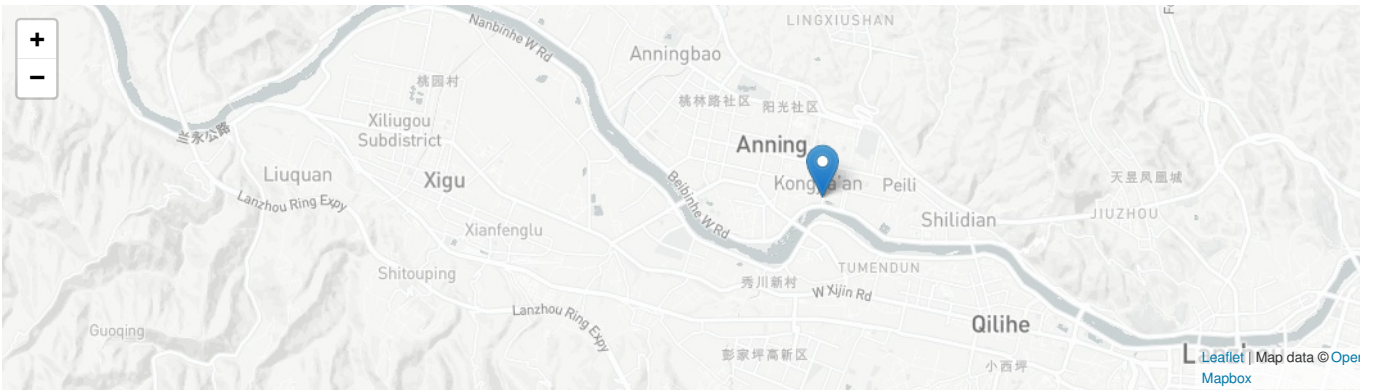 +
−
LINGXIUSHAN
Nanbinhe W Rd
Anningbao
桃园村
桃林路社区
阳光社区
Xiliugou
Subdistrict
兰永公路
Anning
Liuquan
Xigu
Kongjia'an
Peili
天昱凤凰城
Lanzhou Ring Expy
Beibinhe W Rd
JIUZHOU
Shilidian
Xianfenglu
Shitouping
TUMENDUN
秀川新村
W Xijin Rd
Lanzhou Ring Expy
Guoqing
Qilihe
彭家坪高新区
小西坪
Leaflet | Map data © Open
Mapbox